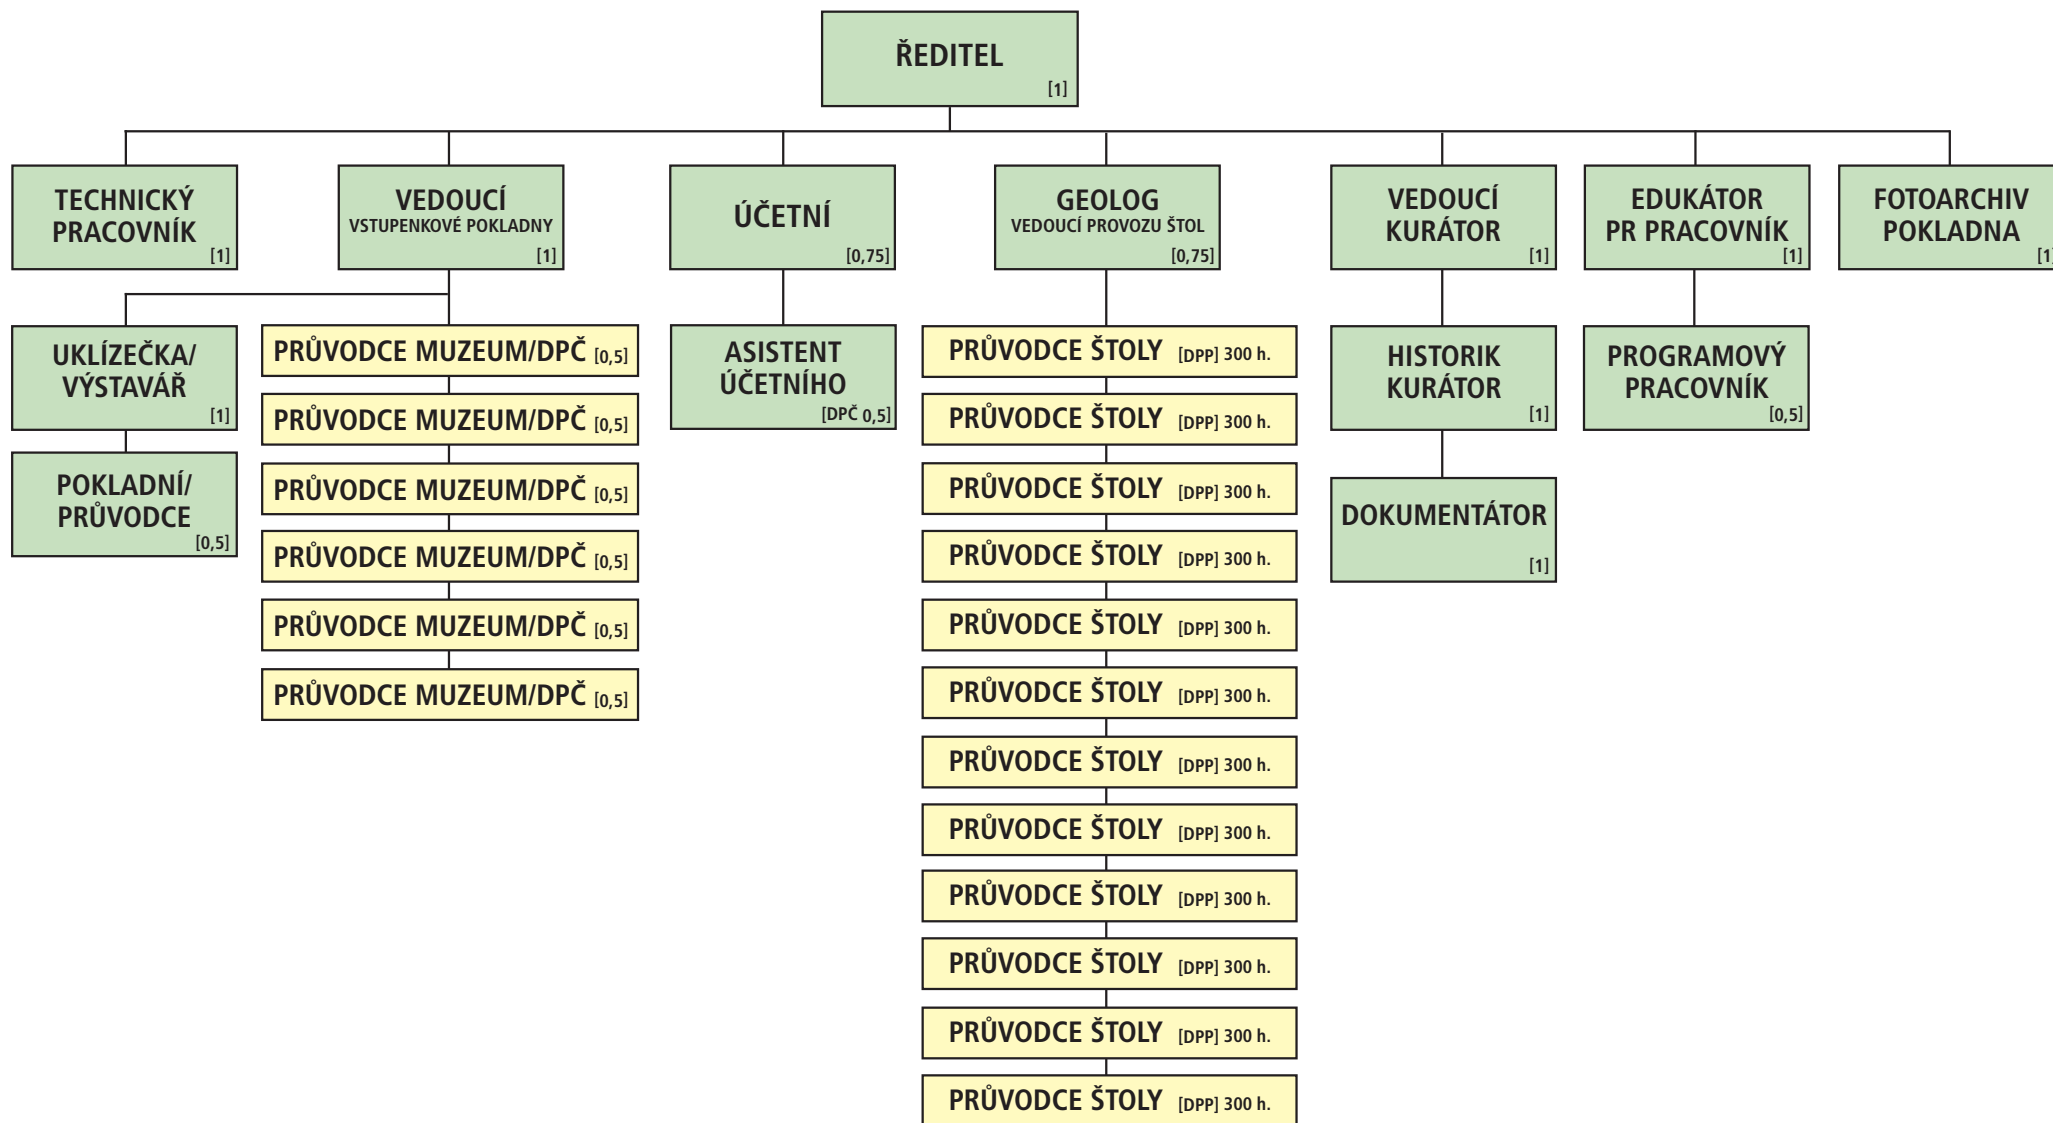 ŘEDITEL
[1]
TECHNICKÝ
PRACOVNÍK
[1]
VEDOUCÍ
VSTUPENKOVÉ POKLADNY
[1]
ÚČETNÍ
[0,75]
GEOLOG
VEDOUCÍ PROVOZU ŠTOL
[0,75]
VEDOUCÍ
KURÁTOR
[1]
EDUKÁTOR
PR PRACOVNÍK
[1]
FOTOARCHIV
POKLADNA
[1]
UKLÍZEČKA/
VÝSTAVÁŘ
[1]
POKLADNÍ/
PRŮVODCE
[0,5]
PRŮVODCE MUZEUM/DPČ [0,5]
PRŮVODCE MUZEUM/DPČ [0,5]
PRŮVODCE MUZEUM/DPČ [0,5]
PRŮVODCE MUZEUM/DPČ [0,5]
PRŮVODCE MUZEUM/DPČ [0,5]
PRŮVODCE MUZEUM/DPČ [0,5]
ASISTENT
ÚČETNÍHO
[DPČ 0,5]
PRŮVODCE ŠTOLY [DPP] 300 h.
PRŮVODCE ŠTOLY [DPP] 300 h.
PRŮVODCE ŠTOLY [DPP] 300 h.
PRŮVODCE ŠTOLY [DPP] 300 h.
PRŮVODCE ŠTOLY [DPP] 300 h.
PRŮVODCE ŠTOLY [DPP] 300 h.
PRŮVODCE ŠTOLY [DPP] 300 h.
PRŮVODCE ŠTOLY [DPP] 300 h.
PRŮVODCE ŠTOLY [DPP] 300 h.
PRŮVODCE ŠTOLY [DPP] 300 h.
PRŮVODCE ŠTOLY [DPP] 300 h.
PRŮVODCE ŠTOLY [DPP] 300 h.
HISTORIK
KURÁTOR
[1]
DOKUMENTÁTOR
[1]
PROGRAMOVÝ
PRACOVNÍK
[0,5]